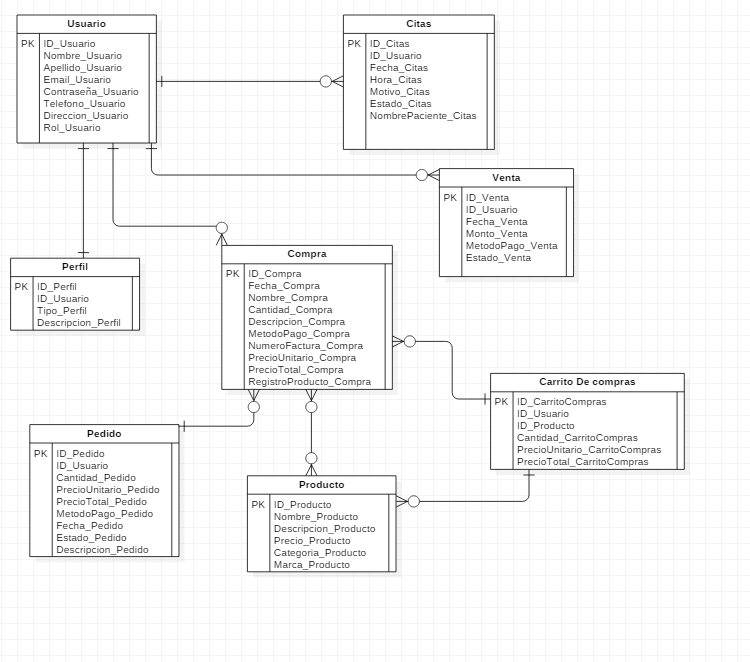 Usuario
PK
ID_Usuario
Nombre_Usuario
Apellido_Usuario
Email_Usuario
Contraseña_Usuario
Telefono_Usuario
Direccion_Usuario
Rol_Usuario
Citas
PK
ID_Citas
ID_Usuario
Fecha_Citas
Hora_Citas
Motivo_Citas
Estado_Citas
NombrePaciente_Citas
Venta
PK
ID_Venta
ID_Usuario
Fecha_Venta
Monto_Venta
MetodoPago_Venta
Estado_Venta
Perfil
PK
ID_Perfil
ID_Usuario
Tipo_Perfil
Descripcion_Perfil
Compra
PK
ID_Compra
Fecha_Compra
Nombre_Compra
Cantidad_Compra
Descripcion_Compra
MetodoPago_Compra
NumeroFactura_Compra
PrecioUnitario_Compra
PrecioTotal_Compra
RegistroProducto_Compra
Carrito De compras
PK
ID_CarritoCompras
ID_Usuario
ID_Producto
Cantidad_CarritoCompras
PrecioUnitario_CarritoCompras
PrecioTotal_CarritoCompras
Pedido
PK
ID_Pedido
ID_Usuario
Cantidad_Pedido
PrecioUnitario_Pedido
PrecioTotal_Pedido
MetodoPago_Pedido
Fecha_Pedido
Estado_Pedido
Descripcion_Pedido
Producto
PK
ID_Producto
Nombre_Producto
Descripcion_Producto
Precio_Producto
Categoria_Producto
Marca_Producto